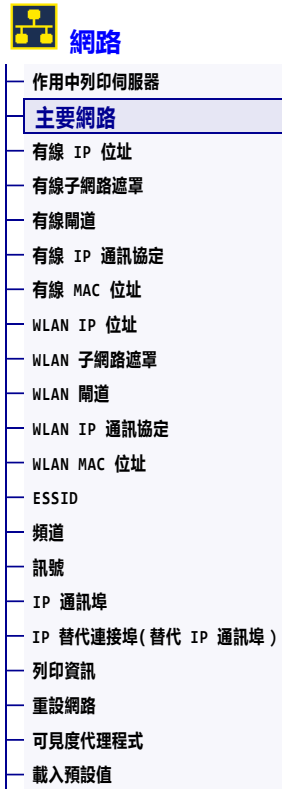 網路
作用中列印伺服器
主要網路
有線 IP 位址
有線子網路遮罩
有線閘道
有線 IP 通訊協定
有線 MAC 位址
WLAN IP 位址
WLAN 子網路遮罩
WLAN 閘道
WLAN IP 通訊協定
WLAN MAC 位址
ESSID
頻道
訊號
IP 通訊埠
IP 替代連接埠(替代 IP 通訊埠)
列印資訊
重設網路
可見度代理程式
載入預設值